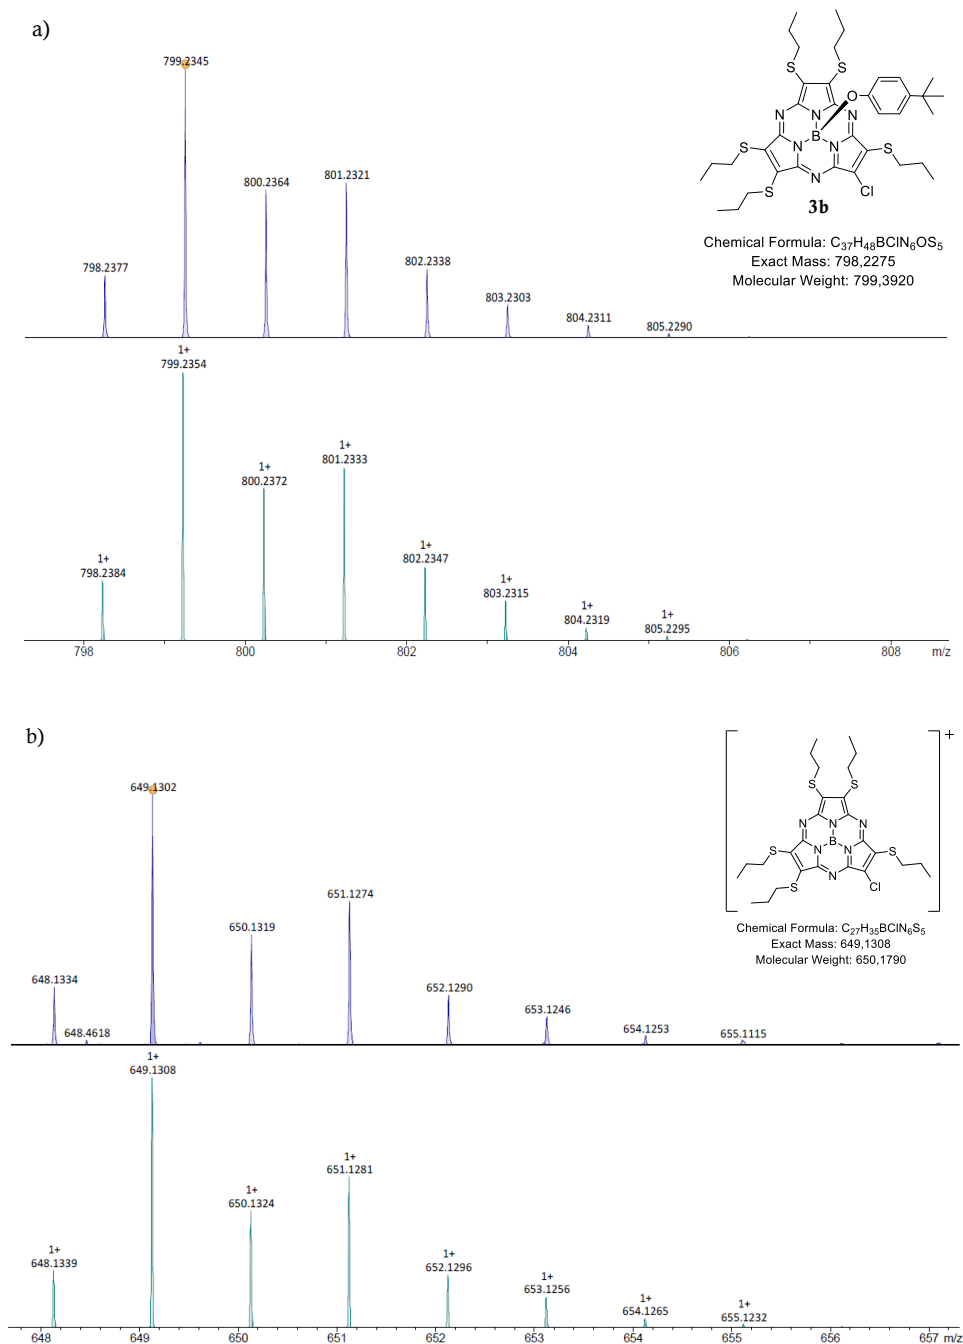 a)
799.2345
800.2364
801.2321
798.2377
802.2338
803.2303
804.2311
805.2290
S
S
O
N
N
N
B
S
N
N
S
S
N
Cl
3b
Chemical Formula: C37H48BClN6OS5
Exact Mass: 798,2275
Molecular Weight: 799,3920
1+
799.2354
1+
801.2333
1+
800.2372
1+
802.2347
1+
798.2384
1+
803.2315
1+
804.2319
1+
805.2295
798
800
802
804
806
808
m/z
b)
+
649.1302
651.1274
650.1319
648.1334
652.1290
653.1246
648.4618
654.1253
655.1115
S
S
N
N
N
B
S
N
N
S
S
N
Cl
Chemical Formula: C27H35BClN6S5
Exact Mass: 649,1308
Molecular Weight: 650,1790
1+
649.1308
1+
651.1281
1+
650.1324
1+
648.1339
1+
652.1296
1+
653.1256
1+
654.1265
1+
655.1232
648
649
650
651
652
653
654
655
656
657
m/z